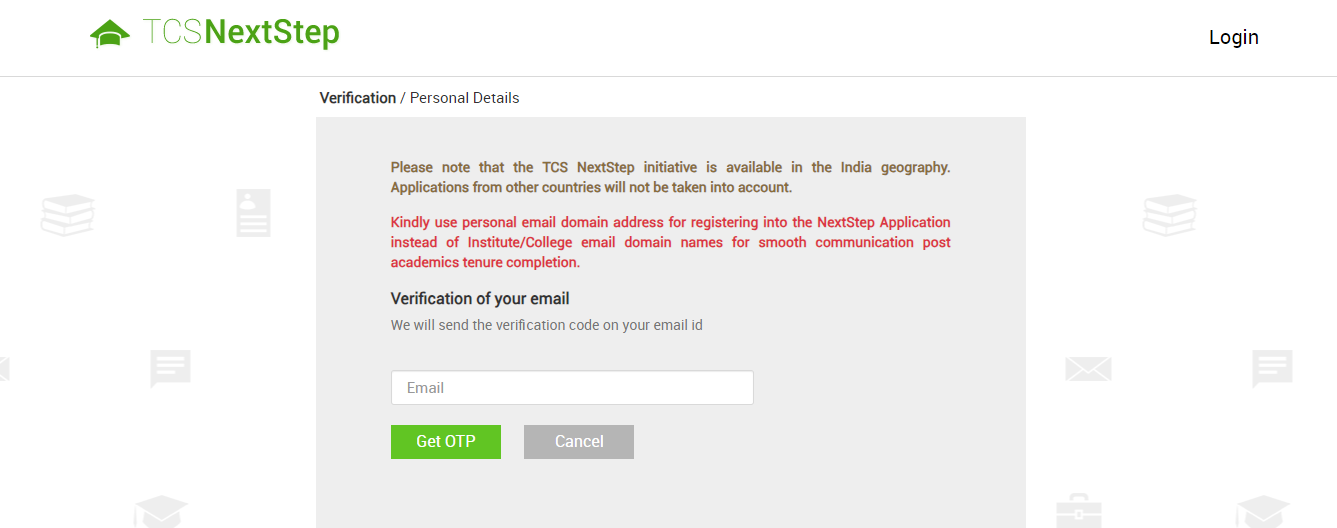 TCSNextStep
Login
Verification / Personal Details
Please note that the TCS NextStep initiative is available in the India geography.
Applications from other countries will not be taken into account.
Kindly use personal email domain address for registering into the NextStep Application
instead of Institute/College email domain names for smooth communication post
academics tenure completion.
Verification of your email
We will send the verification code on your email id
Email
Get OTP
Cancel